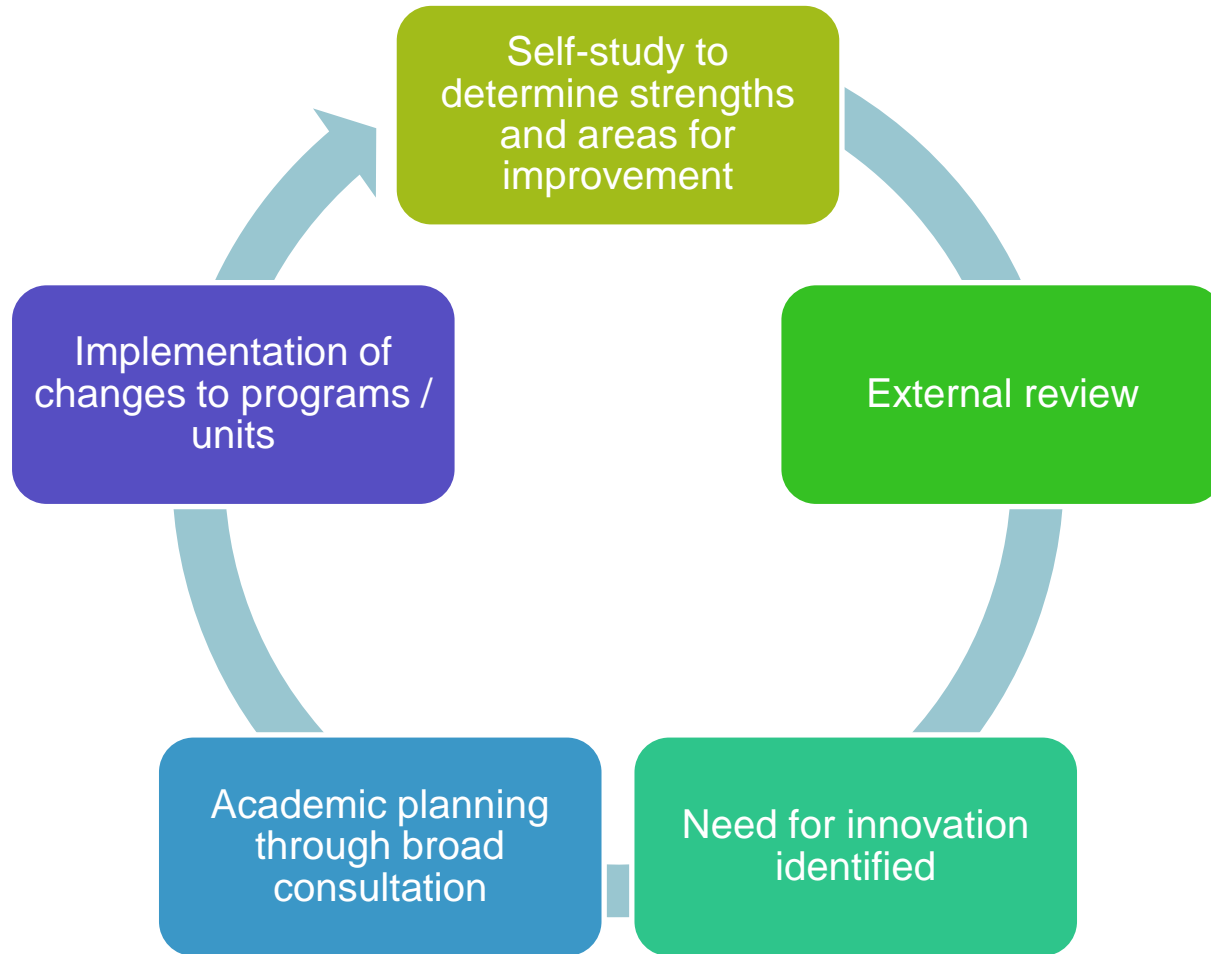 Self-study to
determine strengths
and areas for
improvement
External review
Need for innovation
identified
Academic planning
through broad
consultation
Implementation of
changes to programs /
units